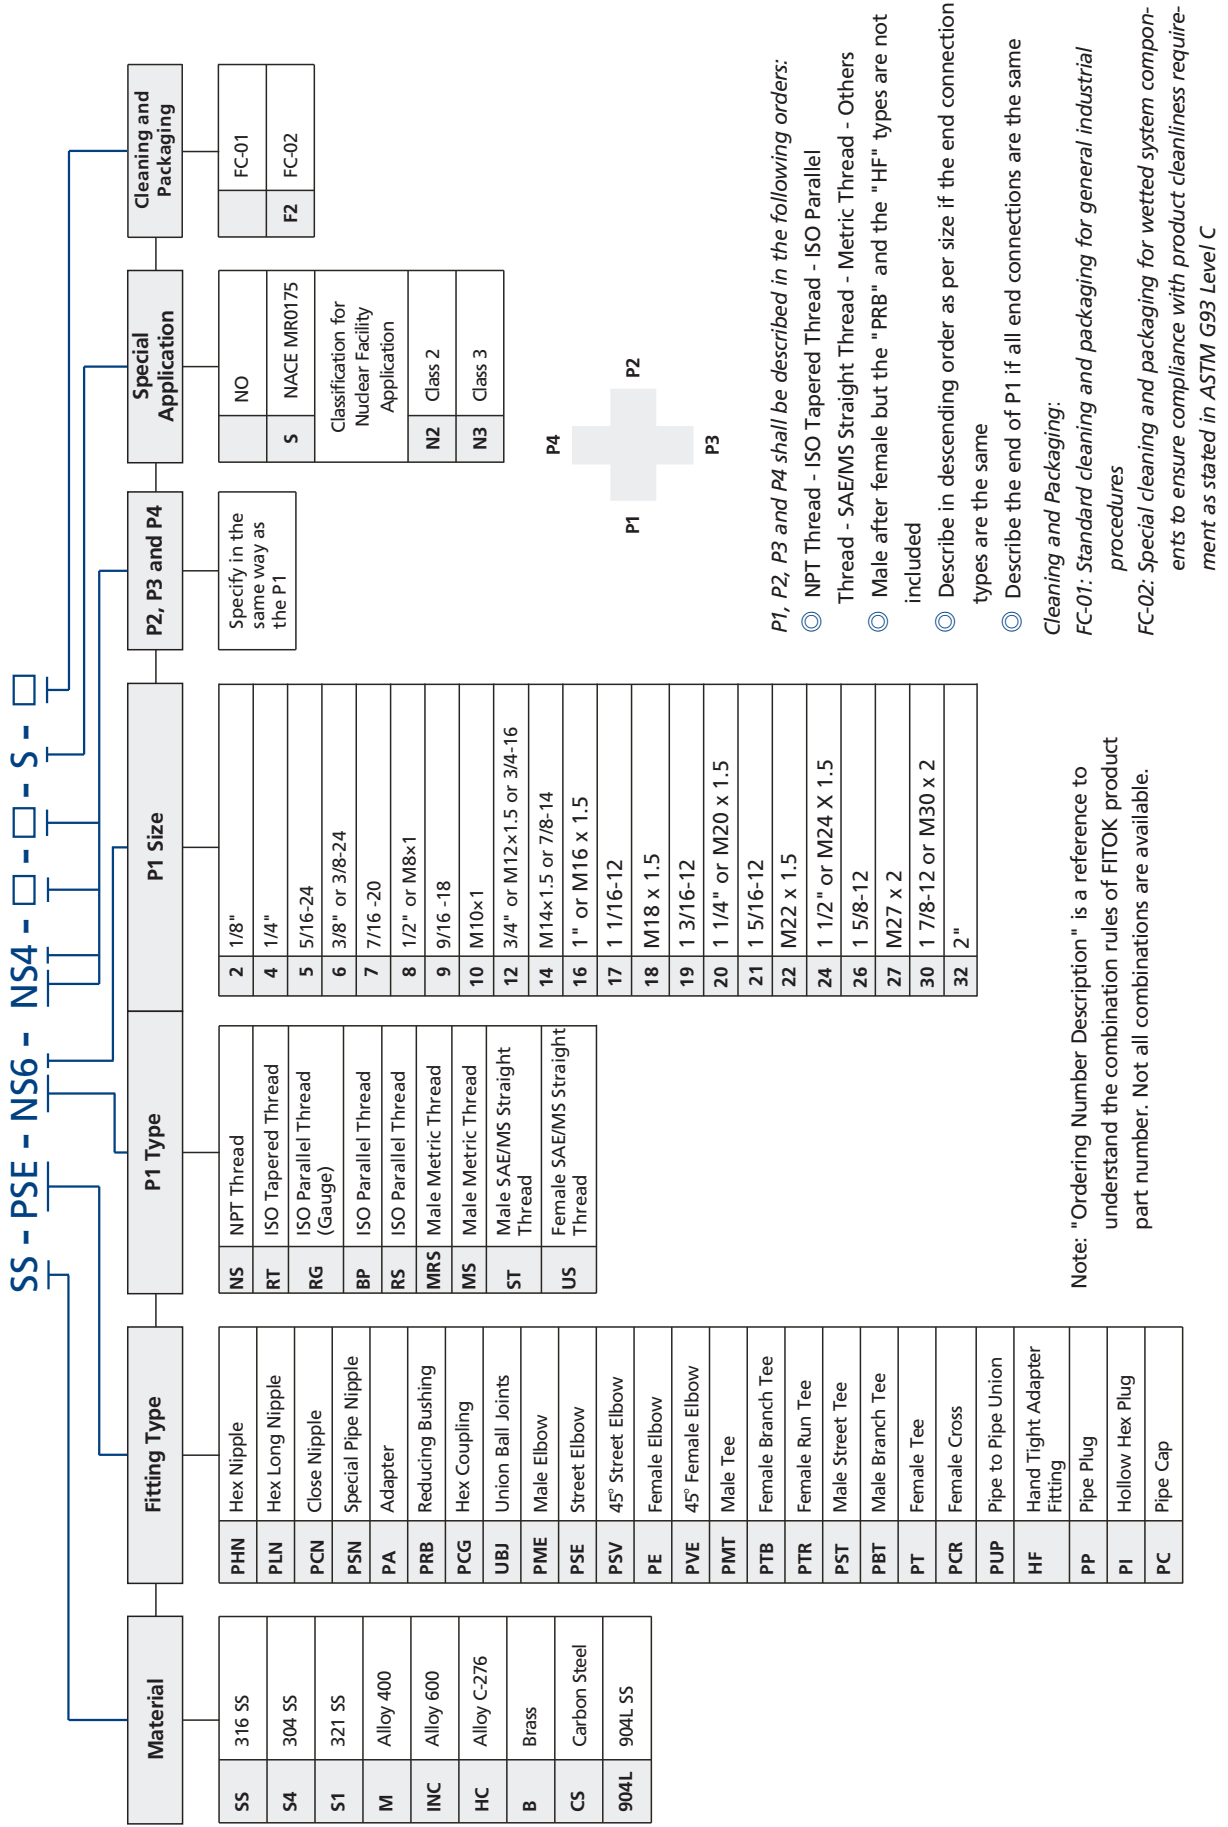 SS - PSE - NS6 - NS4 - □ - □ - S - □
Material
SS 316 SS
S4 304 SS
S1 321 SS
M Alloy 400
INC Alloy 600
HC Alloy C-276
B Brass
CS Carbon Steel
904L 904L SS
Fitting Type
PHN Hex Nipple
PLN Hex Long Nipple
PCN Close Nipple
PSN Special Pipe Nipple
PA Adapter
PRB Reducing Bushing
PCG Hex Coupling
UBJ Union Ball Joints
PME Male Elbow
PSE Street Elbow
PSV 45° Street Elbow
PE Female Elbow
PVE 45° Female Elbow
PMT Male Tee
PTB Female Branch Tee
PTR Female Run Tee
PST Male Street Tee
PBT Male Branch Tee
PT Female Tee
PCR Female Cross
PUP Pipe to Pipe Union
HF Hand Tight Adapter
Fitting
PP Pipe Plug
PI Hollow Hex Plug
PC Pipe Cap
P1 Type
NS NPT Thread
RT ISO Tapered Thread
RG ISO Parallel Thread
(Gauge)
BP ISO Parallel Thread
RS ISO Parallel Thread
MRS Male Metric Thread
MS Male Metric Thread
ST Male SAE/MS Straight
Thread
US Female SAE/MS Straight
Thread
P1 Size
2 1/8"
4 1/4"
5 5/16-24
6 3/8" or 3/8-24
7 7/16 -20
8 1/2" or M8×1
9 9/16 -18
10 M10×1
12 3/4" or M12×1.5 or 3/4-16
14 M14×1.5 or 7/8-14
16 1" or M16 x 1.5
17 1 1/16-12
18 M18 x 1.5
19 1 3/16-12
20 1 1/4" or M20 x 1.5
21 1 5/16-12
22 M22 x 1.5
24 1 1/2" or M24 X 1.5
26 1 5/8-12
27 M27 x 2
30 1 7/8-12 or M30 x 2
32 2"
P2, P3 and P4
Specify in the
same way as
the P1
Special
Application
NO
S NACE MR0175
Classification for
Nuclear Facility
Application
N2 Class 2
N3 Class 3
Cleaning and
Packaging
FC-01
F2 FC-02
P4
P1 P2
P3
P1, P2, P3 and P4 shall be described in the following orders:
◎ NPT Thread - ISO Tapered Thread - ISO Parallel
Thread - SAE/MS Straight Thread - Metric Thread - Others
◎ Male after female but the "PRB" and the "HF" types are not
included
◎ Describe in descending order as per size if the end connection
types are the same
◎ Describe the end of P1 if all end connections are the same
Cleaning and Packaging:
FC-01: Standard cleaning and packaging for general industrial
procedures
FC-02: Special cleaning and packaging for wetted system compon-
ents to ensure compliance with product cleanliness require-
ment as stated in ASTM G93 Level C
Note: "Ordering Number Description" is a reference to
understand the combination rules of FITOK product
part number. Not all combinations are available.